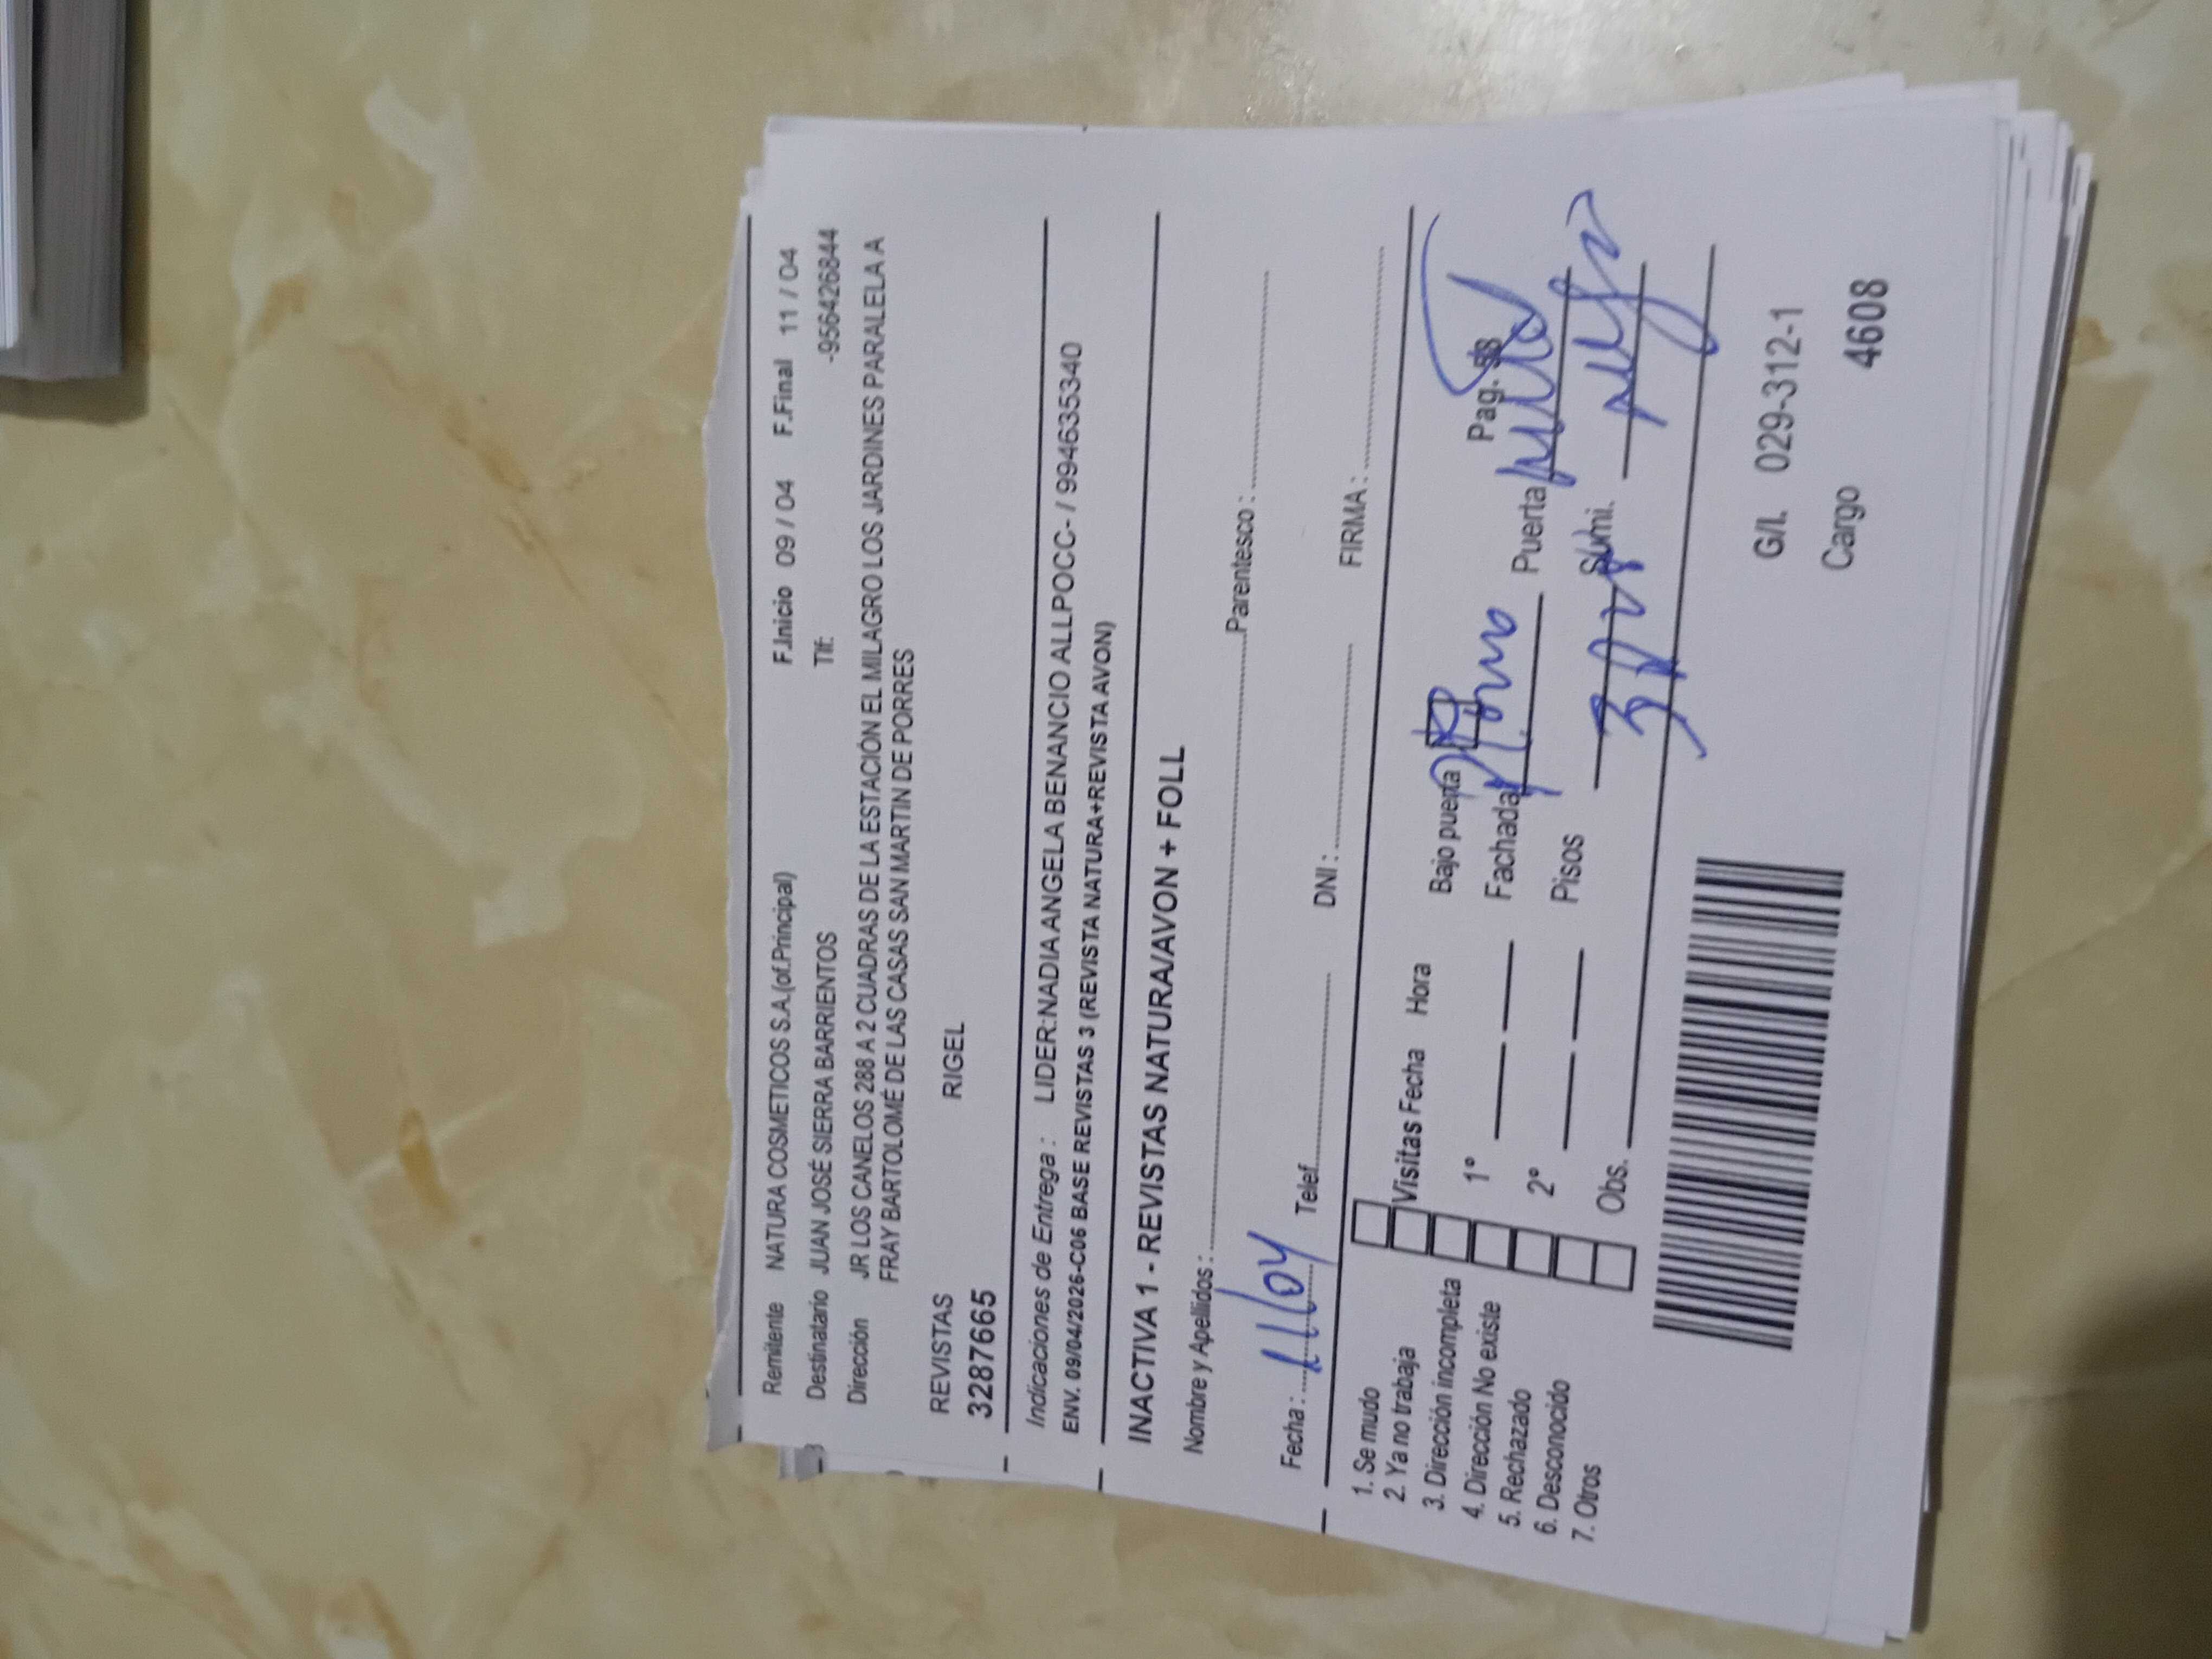 Remitente NATURA COSMETICOS S.A.(of.Principal) F.Inicio 09 / 04 F.Final 11 / 04
Destinatario JUAN JOSÉ SIERRA BARRIENTOS Tlf: -956426844
Dirección JR LOS CANELOS 288 A 2 CUADRAS DE LA ESTACIÓN EL MILAGRO LOS JARDINES PARALELA A
FRAY BARTOLOMÉ DE LAS CASAS SAN MARTIN DE PORRES
REVISTAS RIGEL
3287665
Indicaciones de Entrega : LIDER:NADIA ANGELA BENANCIO ALLPOCC- / 994635340
ENV. 09/04/2026-C06 BASE REVISTAS 3 (REVISTA NATURA+REVISTA AVON)
INACTIVA 1 - REVISTAS NATURA/AVON + FOLL
Nombre y Apellidos : Parentesco :
Fecha : 11/04 Telef. DNI : FIRMA :
1. Se mudo
2. Ya no trabaja
3. Dirección incompleta
4. Dirección No existe
5. Rechazado
6. Desconocido
7. Otros
Visitas Fecha Hora Bajo puerta Pag.
1º Fachada Puerta
2º Pisos 3 Sumi.
Obs.
G/L 029-312-1
Cargo 4608